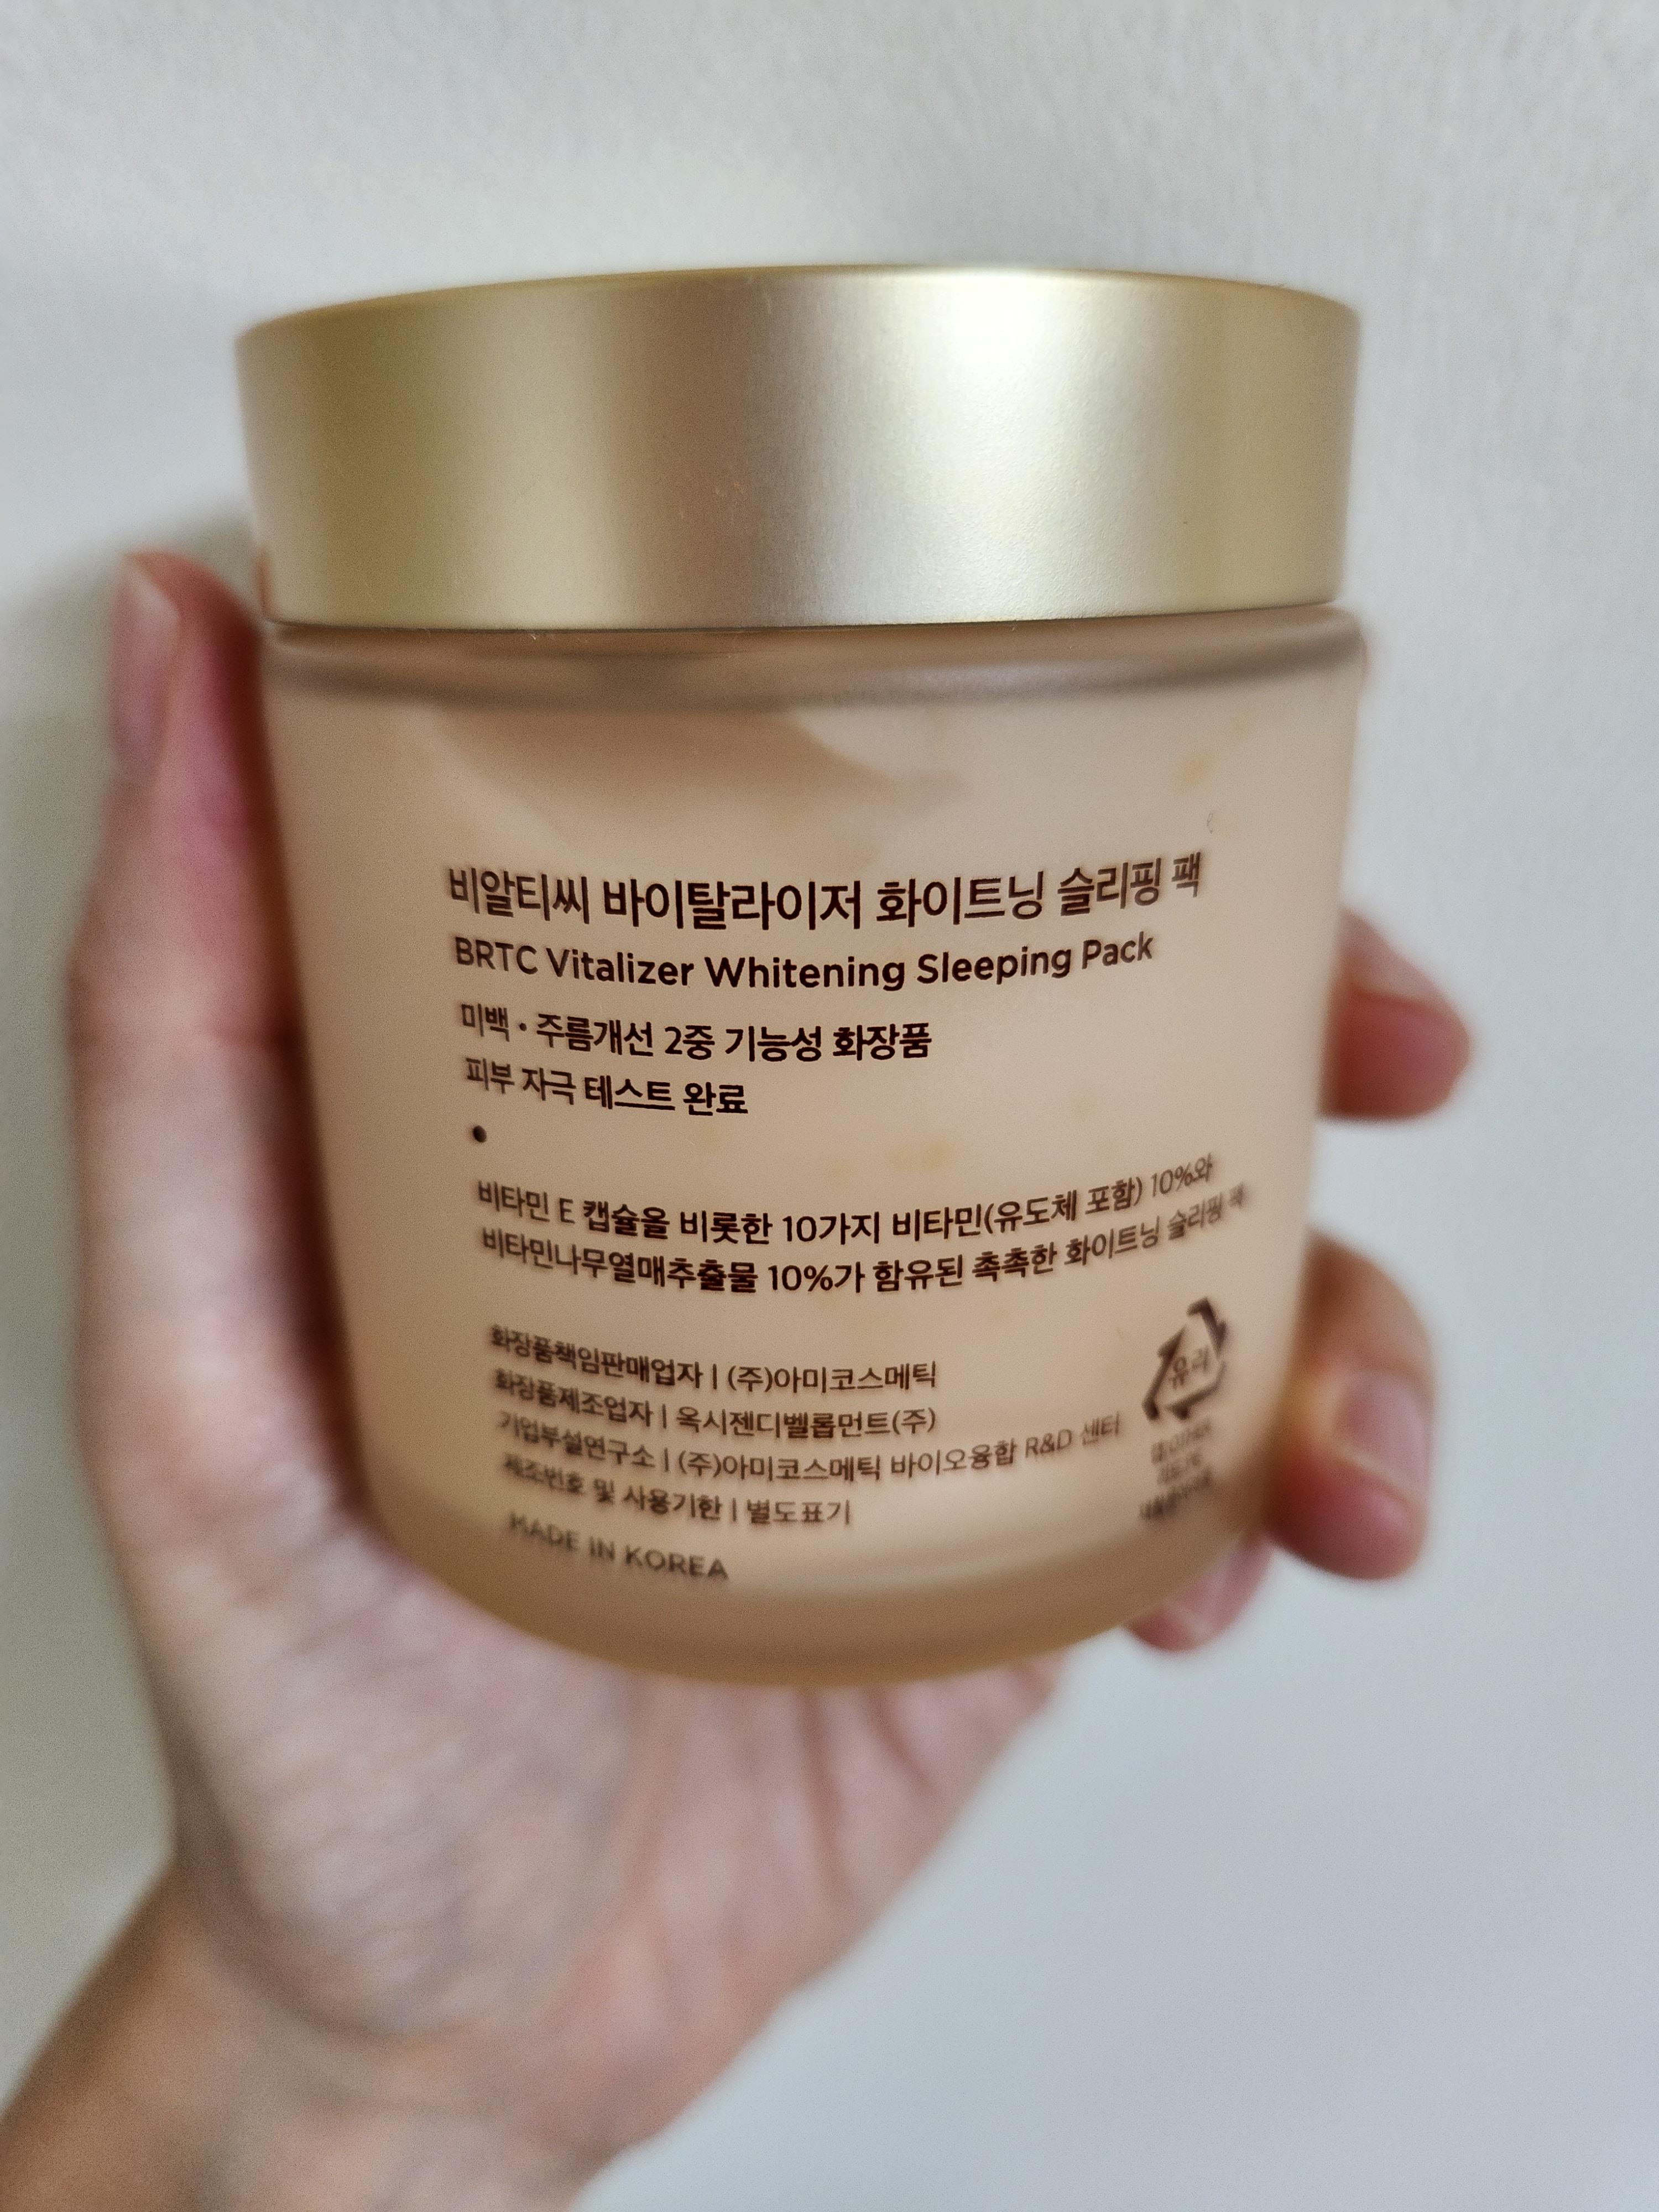 비알티씨 바이탈라이저 화이트닝 슬리핑 팩
BRTC Vitalizer Whitening Sleeping Pack
미백 • 주름개선 2중 기능성 화장품
피부 자극 테스트 완료
•
비타민 E 캡슐을 비롯한 10가지 비타민(유도체 포함) 10%와
비타민나무열매추출물 10%가 함유된 촉촉한 화이트닝 슬리핑 팩
화장품책임판매업자 | (주)아미코스메틱
화장품제조업자 | 옥시젠디벨롭먼트(주)
기업부설연구소 | (주)아미코스메틱 바이오융합 R&D 센터
제조번호 및 사용기한 | 별도표기
MADE IN KOREA
유리